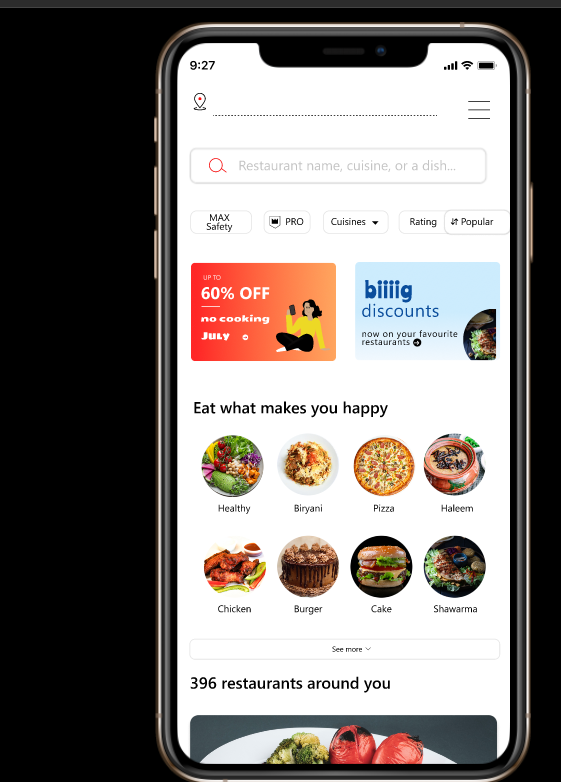 9:27
Restaurant name, cuisine, or a dish...
MAX
Safety
PRO
Cuisines
Rating
Popular
UP TO
60% OFF
no cooking
July
biiiig
discounts
now on your favourite
restaurants
Eat what makes you happy
Healthy
Biryani
Pizza
Haleem
Chicken
Burger
Cake
Shawarma
See more
396 restaurants around you